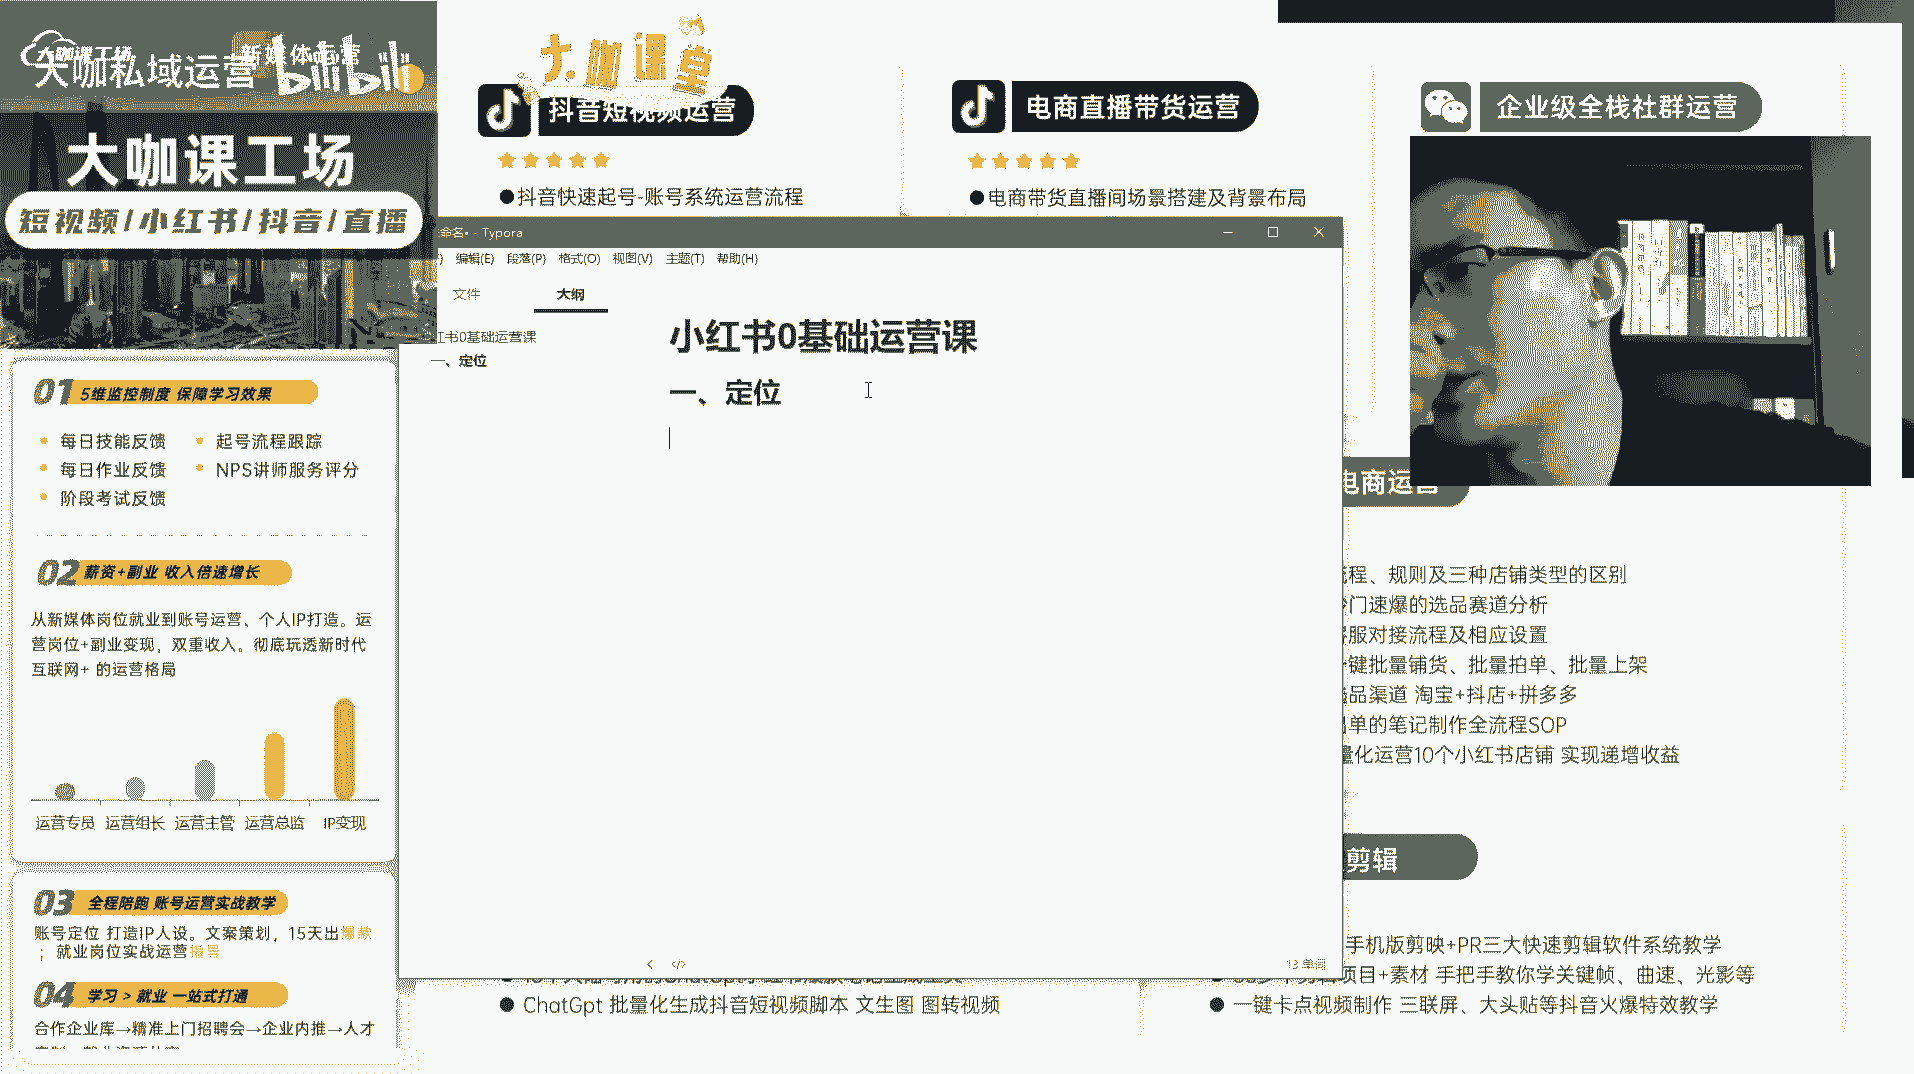 大咖课工场
新媒体运营
大咖私域运营
bilibili
大咖课工场
短视频/小红书/抖音/直播
大咖课堂
抖音短视频运营
●抖音快速起号-账号系统运营流程
电商直播带货运营
●电商带货直播间场景搭建及背景布局
企业级全栈社群运营
命名• - Typora
编辑(E) 段落(P) 格式(O) 视图(V) 主题(T) 帮助(H)
文件 大纲
红书0基础运营课
一、定位
小红书0基础运营课
一、定位
13 单词
01 5维监控制度 保障学习效果
每日技能反馈 起号流程跟踪
每日作业反馈 NPS讲师服务评分
阶段考试反馈
02 薪资+副业 收入倍速增长
从新媒体岗位就业到账号运营、个人IP打造。运
营岗位+副业变现，双重收入。彻底玩透新时代
互联网+ 的运营格局
运营专员 运营组长 运营主管 运营总监 IP变现
03 全程陪跑 账号运营实战教学
账号定位 打造IP人设。文案策划，15天出爆款
；就业岗位实战运营指导
04 学习 > 就业 一站式打通
合作企业库→精准上门招聘会→企业内推→人才
电商运营
流程、规则及三种店铺类型的区别
门速爆的选品赛道分析
客服对接流程及相应设置
一键批量铺货、批量拍单、批量上架
选品渠道 淘宝+抖店+拼多多
出单的笔记制作全流程SOP
量化运营10个小红书店铺 实现递增收益
剪辑
手机版剪映+PR三大快速剪辑软件系统教学
项目+素材 手把手教你学关键帧、曲速、光影等
● 一键卡点视频制作 三联屏、大头贴等抖音火爆特效教学
● ChatGpt 批量化生成抖音短视频脚本 文生图 图转视频